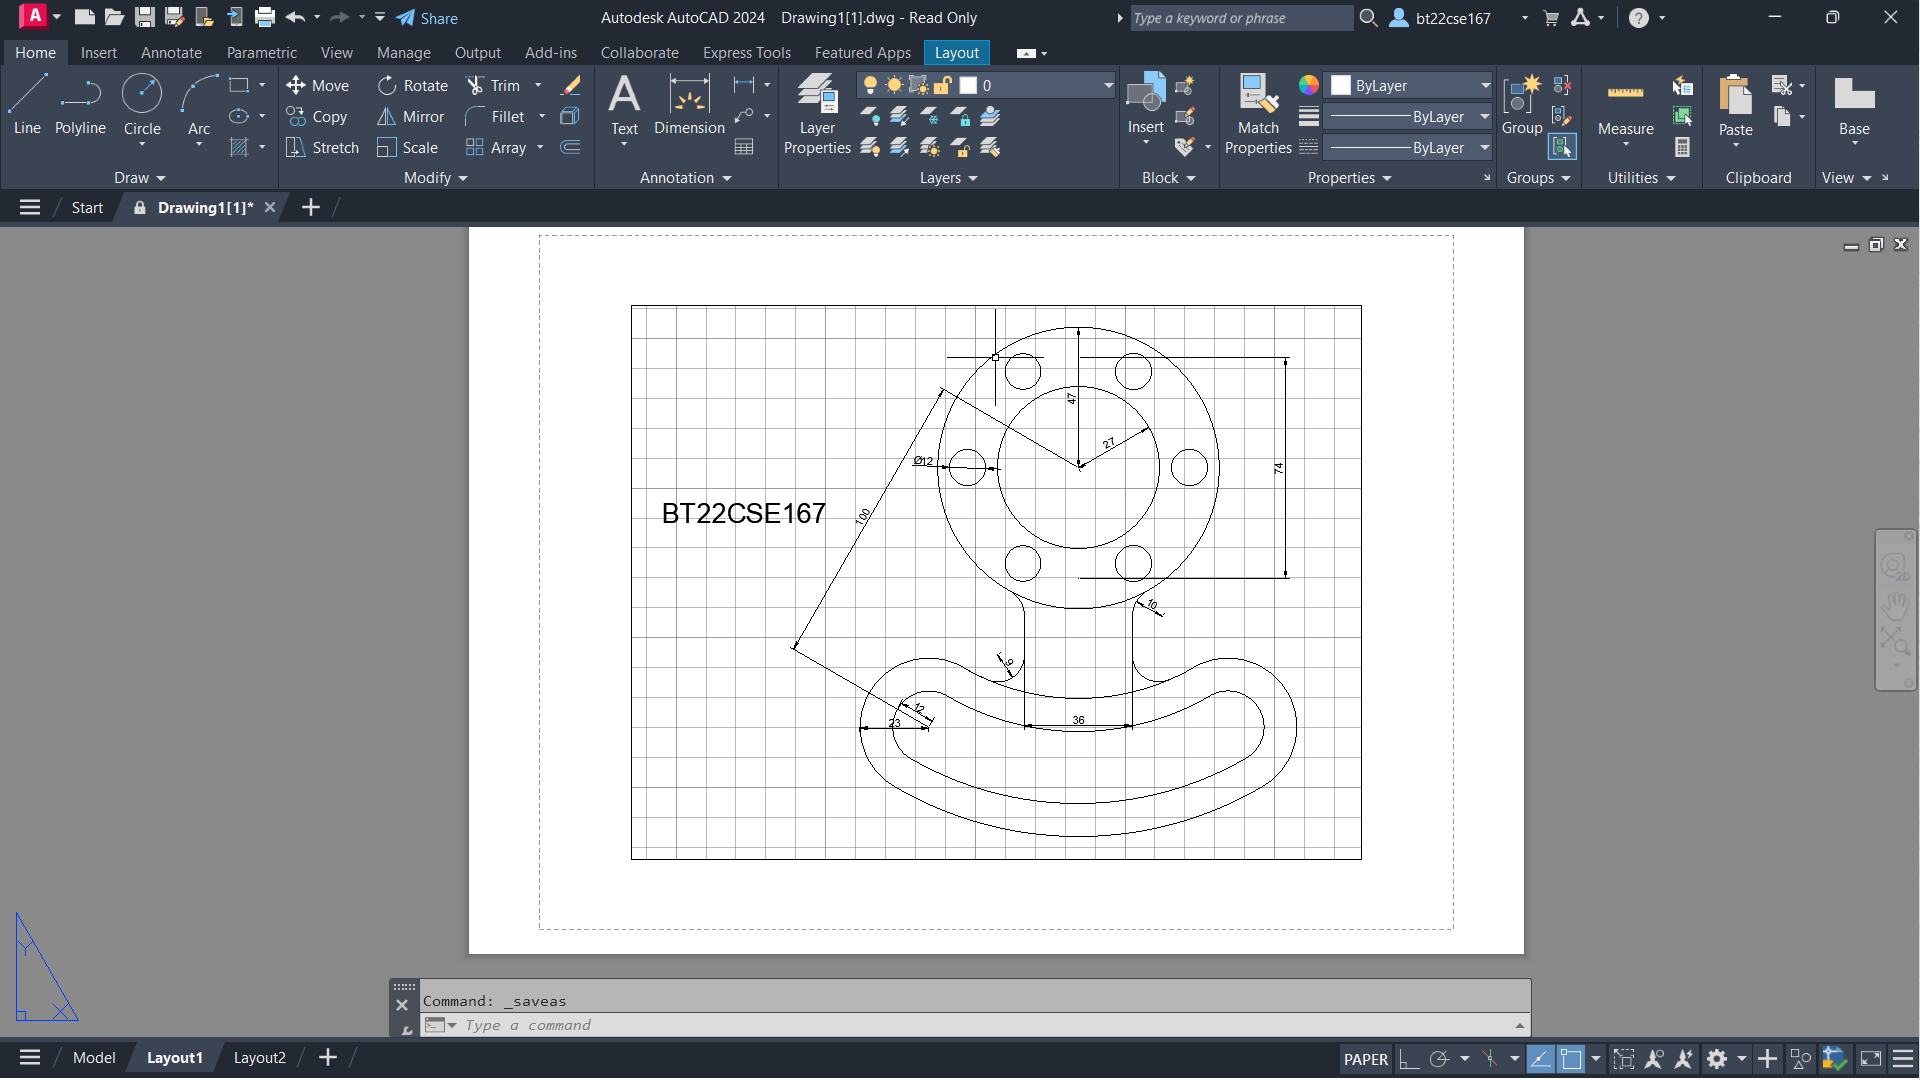 A Share Autodesk AutoCAD 2024 Drawing1[1].dwg - Read Only Type a keyword or phrase bt22cse167
Home Insert Annotate Parametric View Manage Output Add-ins Collaborate Express Tools Featured Apps Layout
Line Polyline Circle Arc
Draw
Move Rotate Trim
Copy Mirror Fillet
Stretch Scale Array
Modify
Text Dimension
Annotation
Layer Properties
0
Layers
Insert
Block
Match Properties
ByLayer
ByLayer
ByLayer
Properties
Group
Groups
Measure
Utilities
Paste
Clipboard
Base
View
Start Drawing1[1]*
47
27
74
Ø12
100
BT22CSE167
10
9
12
23
36
Y
X
2D
Command: _saveas
Type a command
Model Layout1 Layout2 PAPER